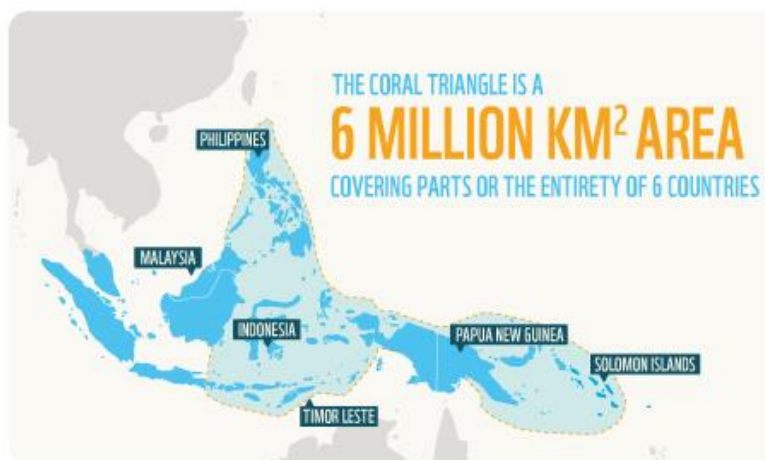 THE CORAL TRIANGLE IS A
6 MILLION KM² AREA
COVERING PARTS OR THE ENTIRETY OF 6 COUNTRIES
PHILIPPINES
MALAYSIA
INDONESIA
PAPUA NEW GUINEA
SOLOMON ISLANDS
TIMOR LESTE